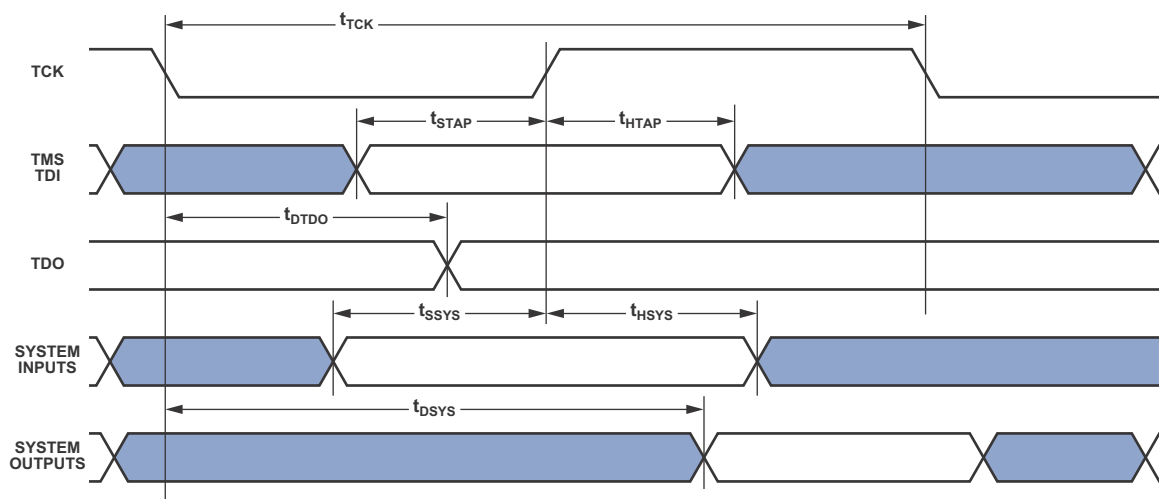 tTCK
TCK
tSTAP
tHTAP
TMS
TDI
tDTDO
TDO
tSSYS
tHSYS
SYSTEM
INPUTS
tDSYS
SYSTEM
OUTPUTS